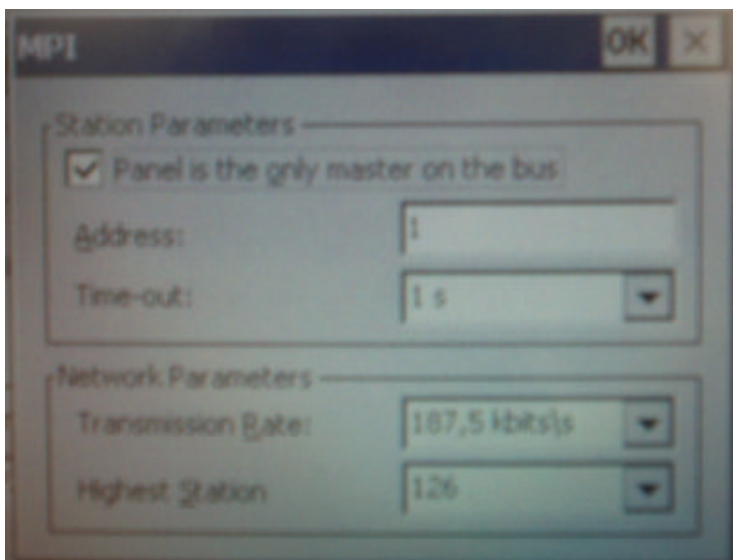 MPI OK ×
Station Parameters
Panel is the only master on the bus
Address: 1
Time-out: 1 s
Network Parameters
Transmission Rate: 187,5 kbits\s
Highest Station 126